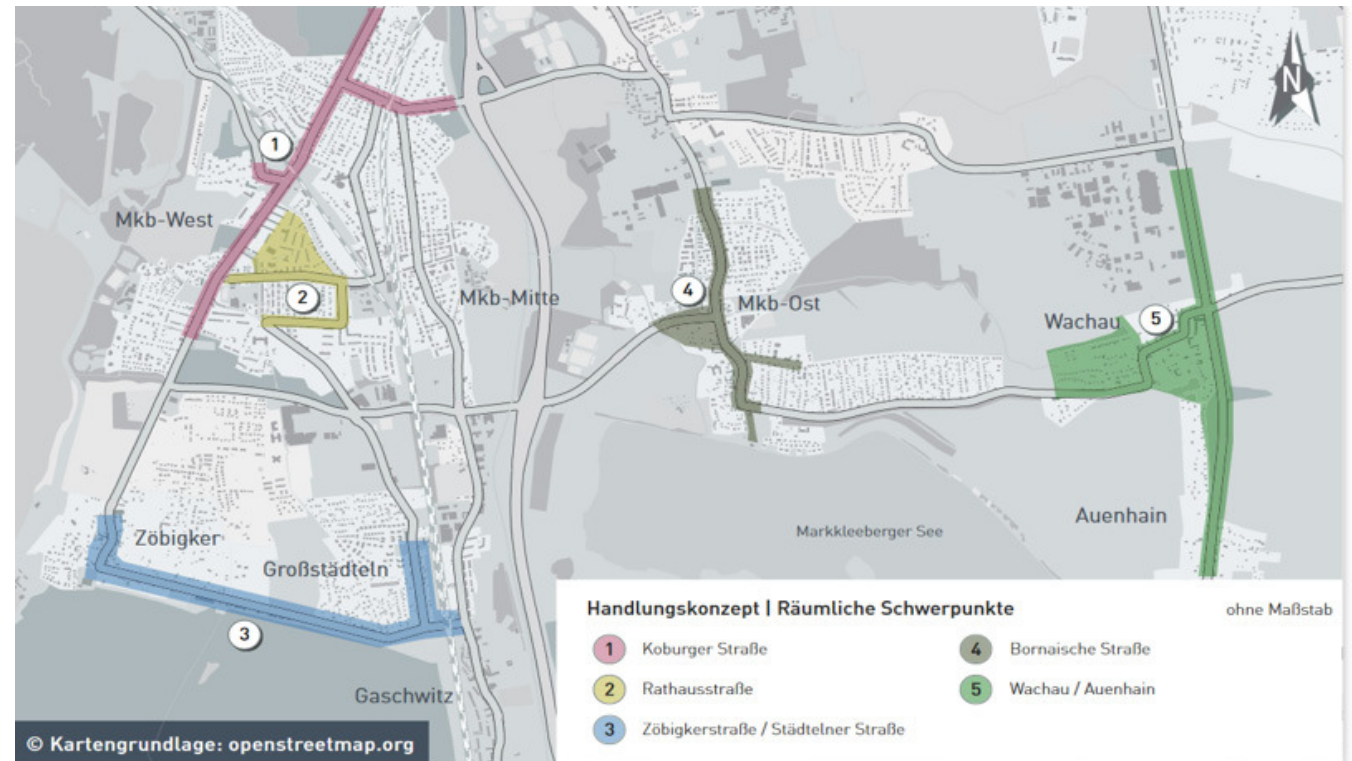 N
1
Mkb-West
2
Mkb-Mitte
4
Mkb-Ost
Wachau
5
Auenhain
Zöbigker
Großstädteln
3
Markkleeberger See
Gaschwitz
Handlungskonzept | Räumliche Schwerpunkte
ohne Maßstab
1 Koburger Straße
2 Rathausstraße
3 Zöbigkerstraße / Städtelner Straße
4 Bornaische Straße
5 Wachau / Auenhain
© Kartengrundlage: openstreetmap.org